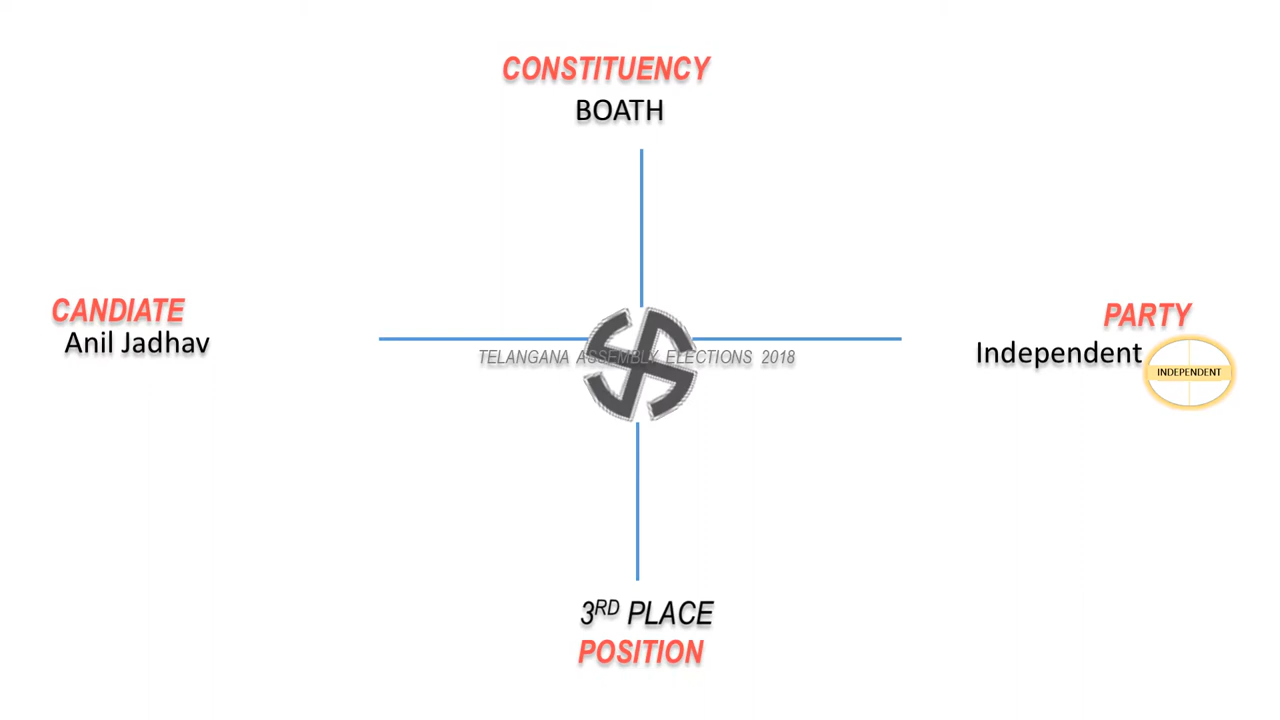 CONSTITUENCY
BOATH
CANDIATE
Anil Jadhav
PARTY
Independent
INDEPENDENT
TELANGANA ASSEMBLY ELECTIONS 2018
3RD PLACE
POSITION